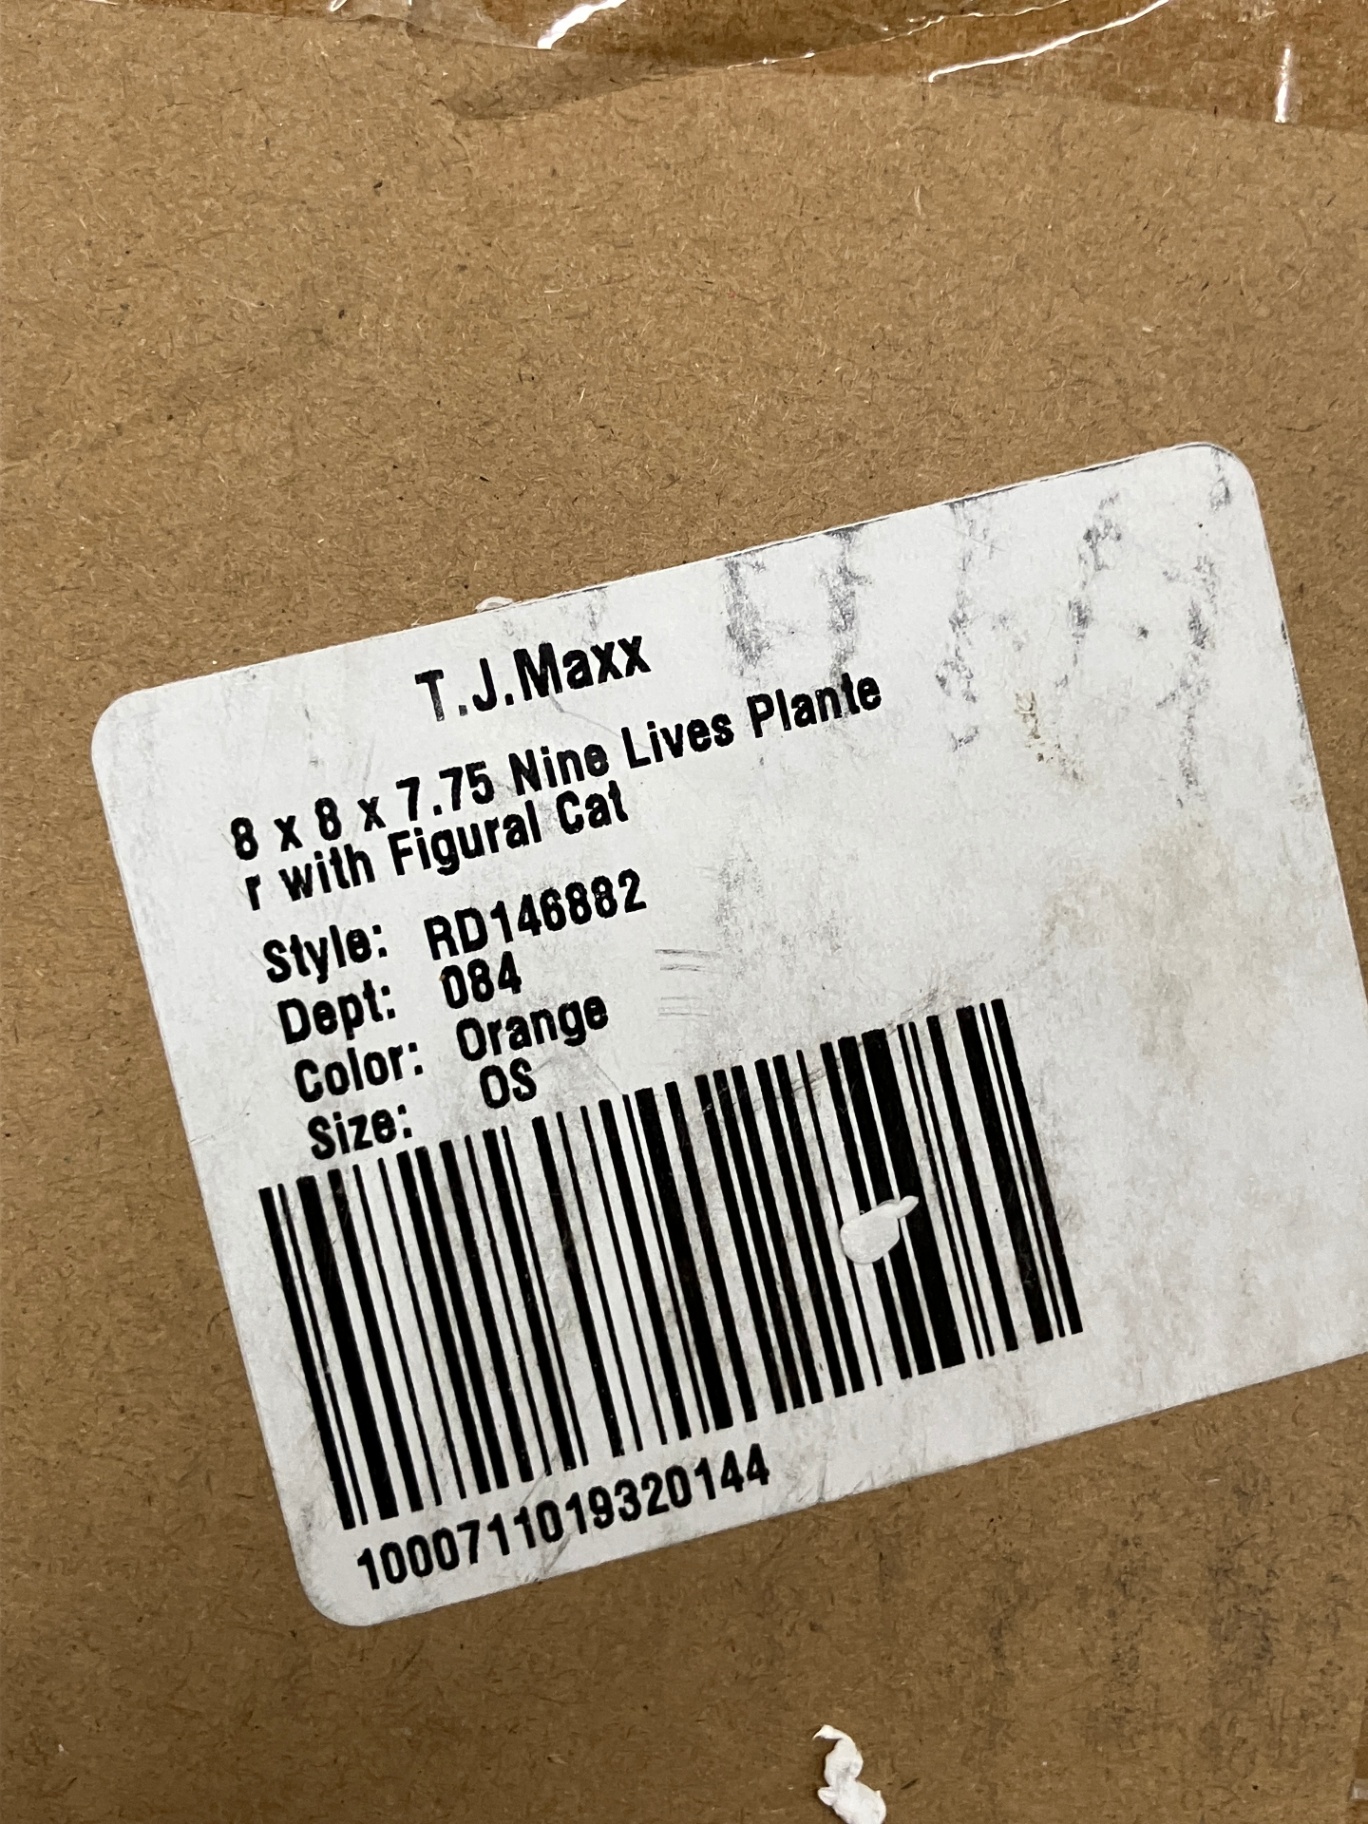 T.J.Maxx
8 x 8 x 7.75 Nine Lives Plante
r with Figural Cat
Style: RD146882
Dept: 084
Color: Orange
Size: OS
1000711019320144